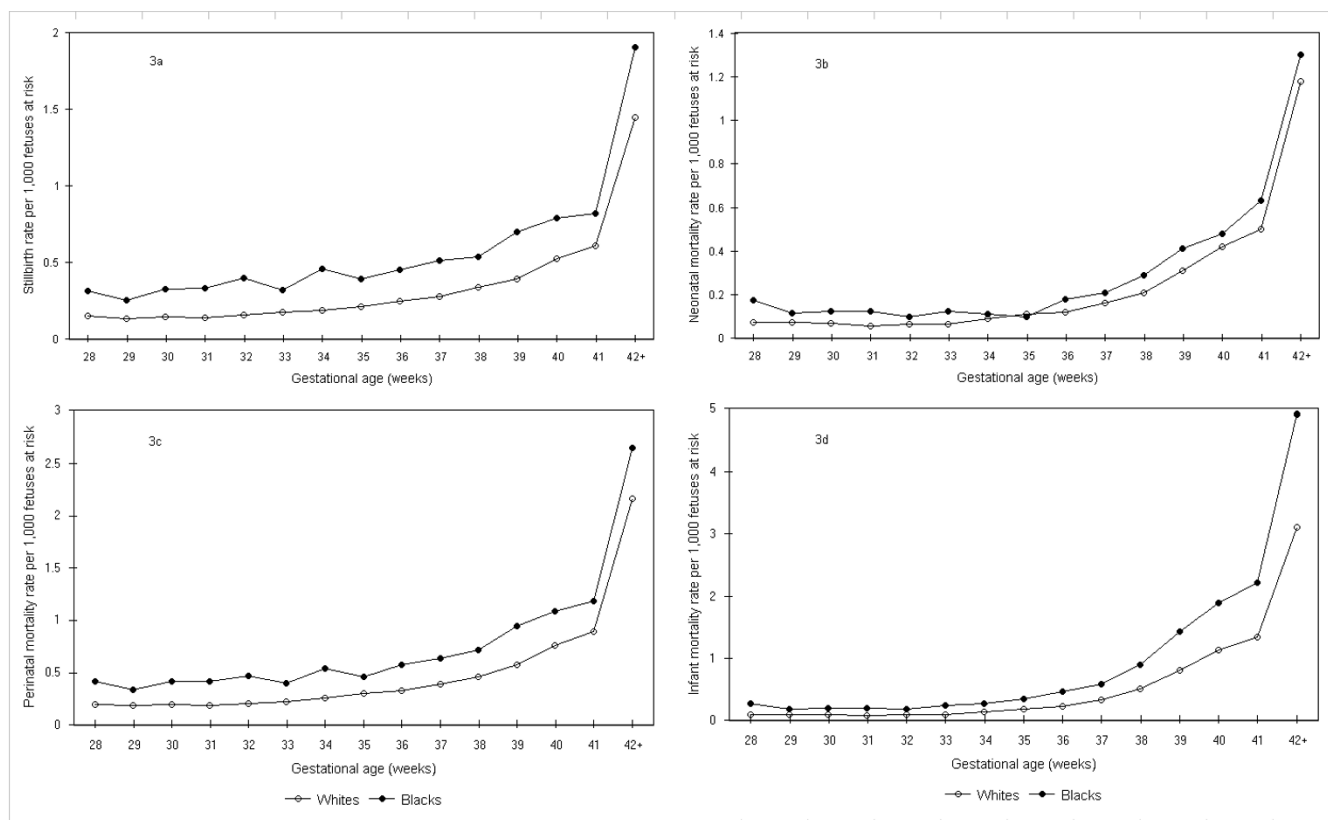 3a
Stillbirth rate per 1,000 fetuses at risk
2
1.5
1
0.5
0
28 29 30 31 32 33 34 35 36 37 38 39 40 41 42+
Gestational age (weeks)
3b
Neonatal mortality rate per 1,000 fetuses at risk
1.4
1.2
1
0.8
0.6
0.4
0.2
0
28 29 30 31 32 33 34 35 36 37 38 39 40 41 42+
Gestational age (weeks)
3c
Perinatal mortality rate per 1,000 fetuses at risk
3
2.5
2
1.5
1
0.5
0
28 29 30 31 32 33 34 35 36 37 38 39 40 41 42+
Gestational age (weeks)
Whites Blacks
3d
Infant mortality rate per 1,000 fetuses at risk
5
4
3
2
1
0
28 29 30 31 32 33 34 35 36 37 38 39 40 41 42+
Gestational age (weeks)
Whites Blacks